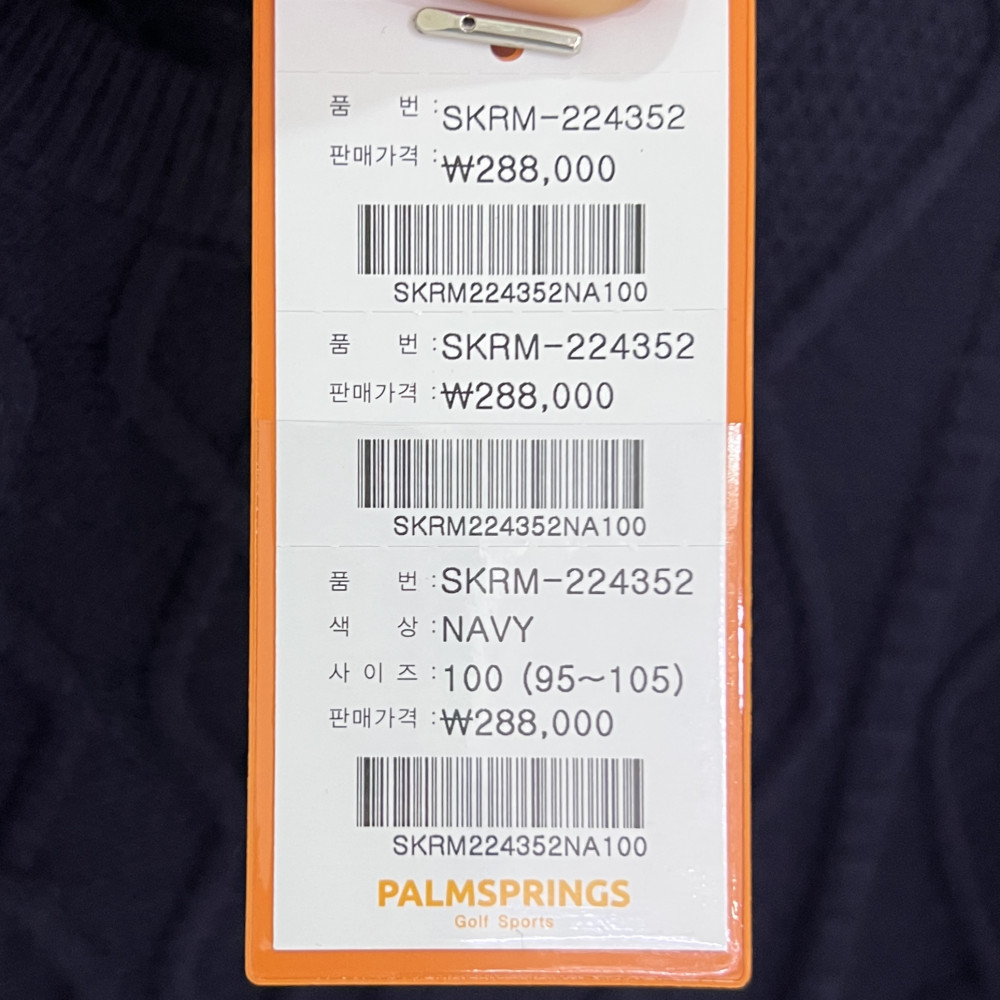 품 번 : SKRM-224352
판매가격 : ₩288,000
SKRM224352NA100
품 번 : SKRM-224352
판매가격 : ₩288,000
SKRM224352NA100
품 번 : SKRM-224352
색 상 : NAVY
사 이 즈 : 100 (95~105)
판매가격 : ₩288,000
SKRM224352NA100
PALMSPRINGS
Golf Sports